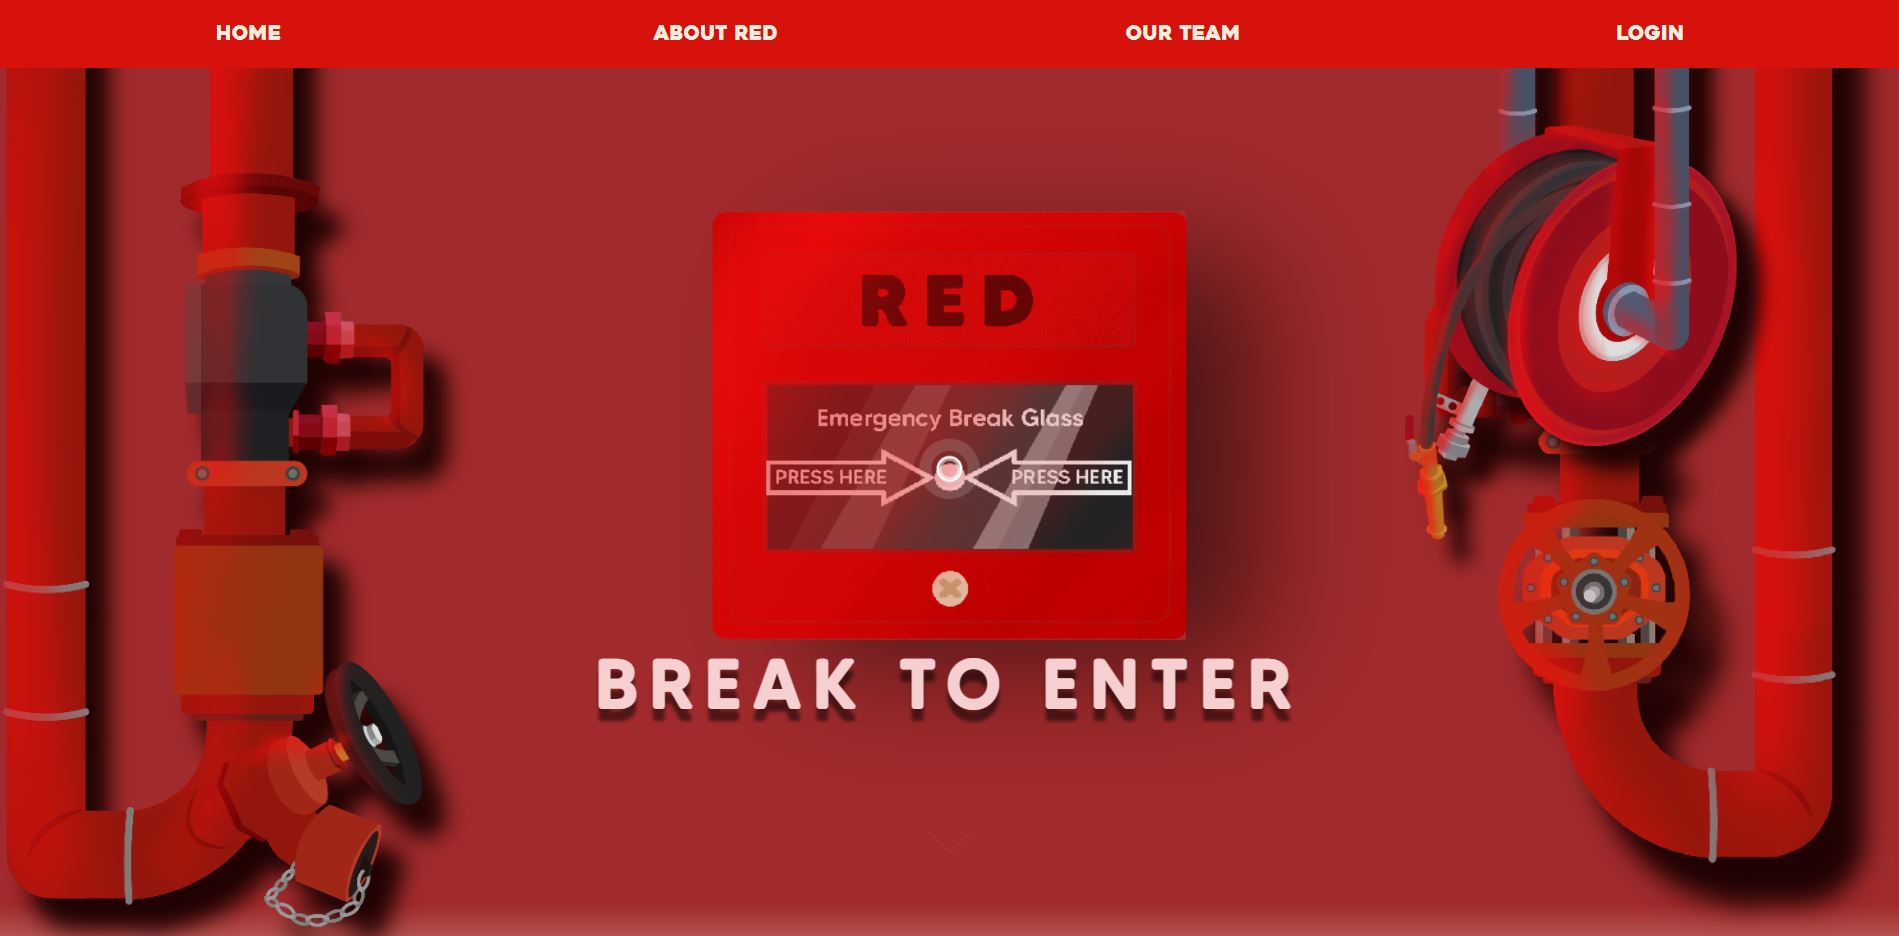 HOME
ABOUT RED
OUR TEAM
LOGIN
RED
Emergency Break Glass
PRESS HERE
PRESS HERE
BREAK TO ENTER